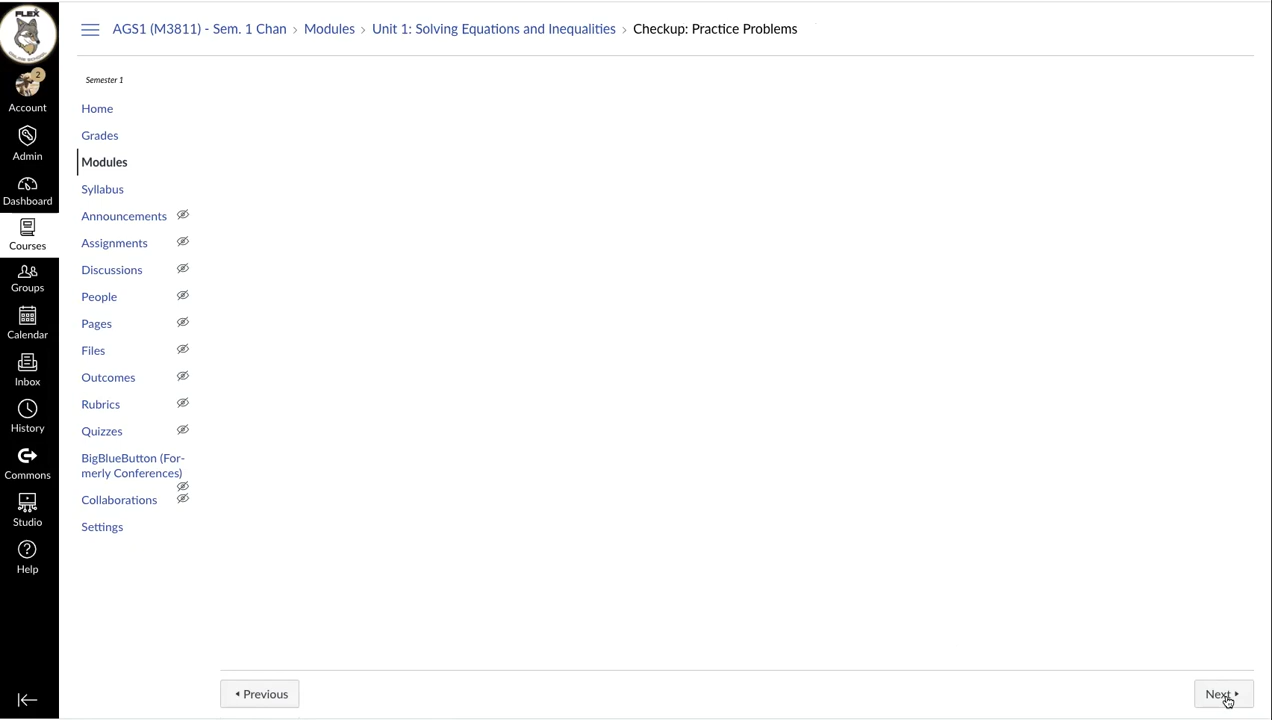 FLEX
AGS1 (M3811) - Sem. 1 Chan › Modules › Unit 1: Solving Equations and Inequalities › Checkup: Practice Problems
2
Account
Admin
Dashboard
Courses
Groups
Calendar
Inbox
History
Commons
Studio
Help
Semester 1
Home
Grades
Modules
Syllabus
Announcements
Assignments
Discussions
People
Pages
Files
Outcomes
Rubrics
Quizzes
BigBlueButton (For-
merly Conferences)
Collaborations
Settings
Previous
Next